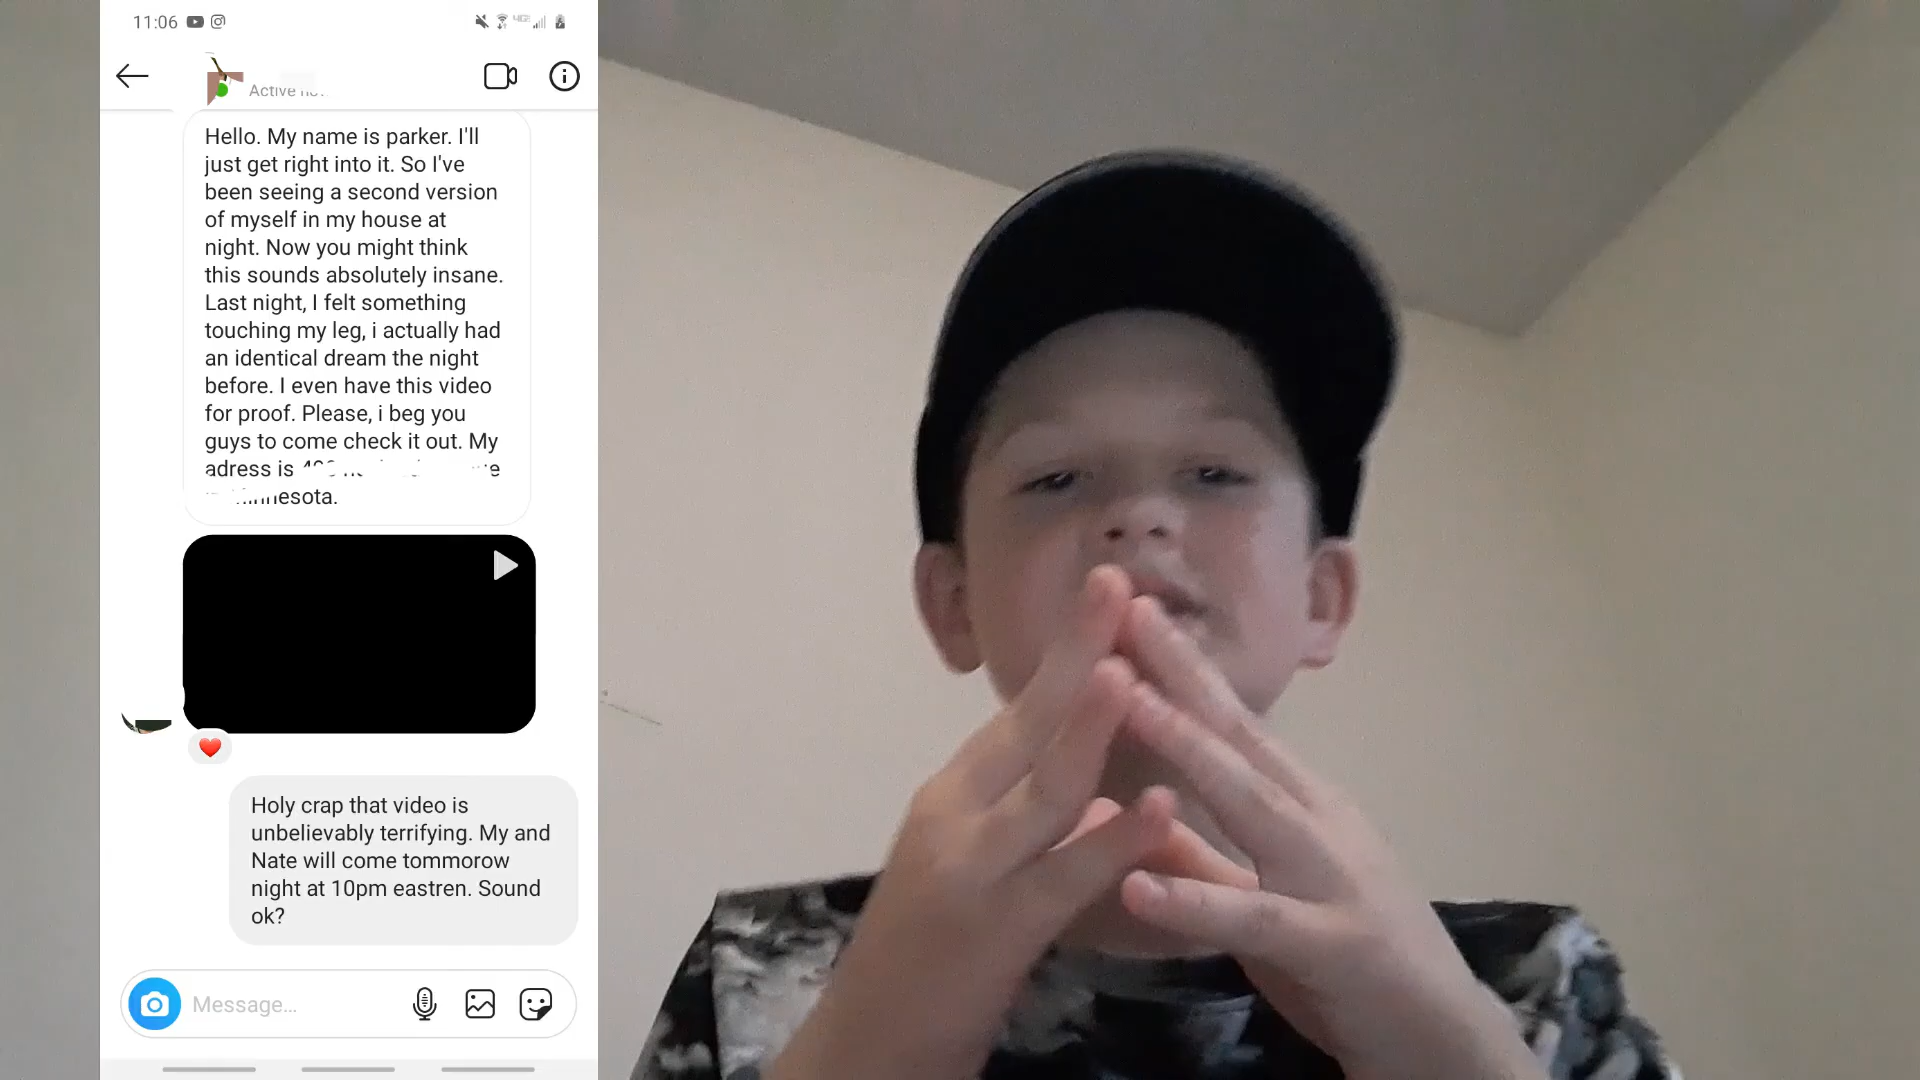 11:06
Active
Hello. My name is parker. I'll
just get right into it. So I've
been seeing a second version
of myself in my house at
night. Now you might think
this sounds absolutely insane.
Last night, I felt something
touching my leg, i actually had
an identical dream the night
before. I even have this video
for proof. Please, i beg you
guys to come check it out. My
adress is
Holy crap that video is
unbelievably terrifying. My and
Nate will come tommorow
night at 10pm eastren. Sound
ok?
Message...